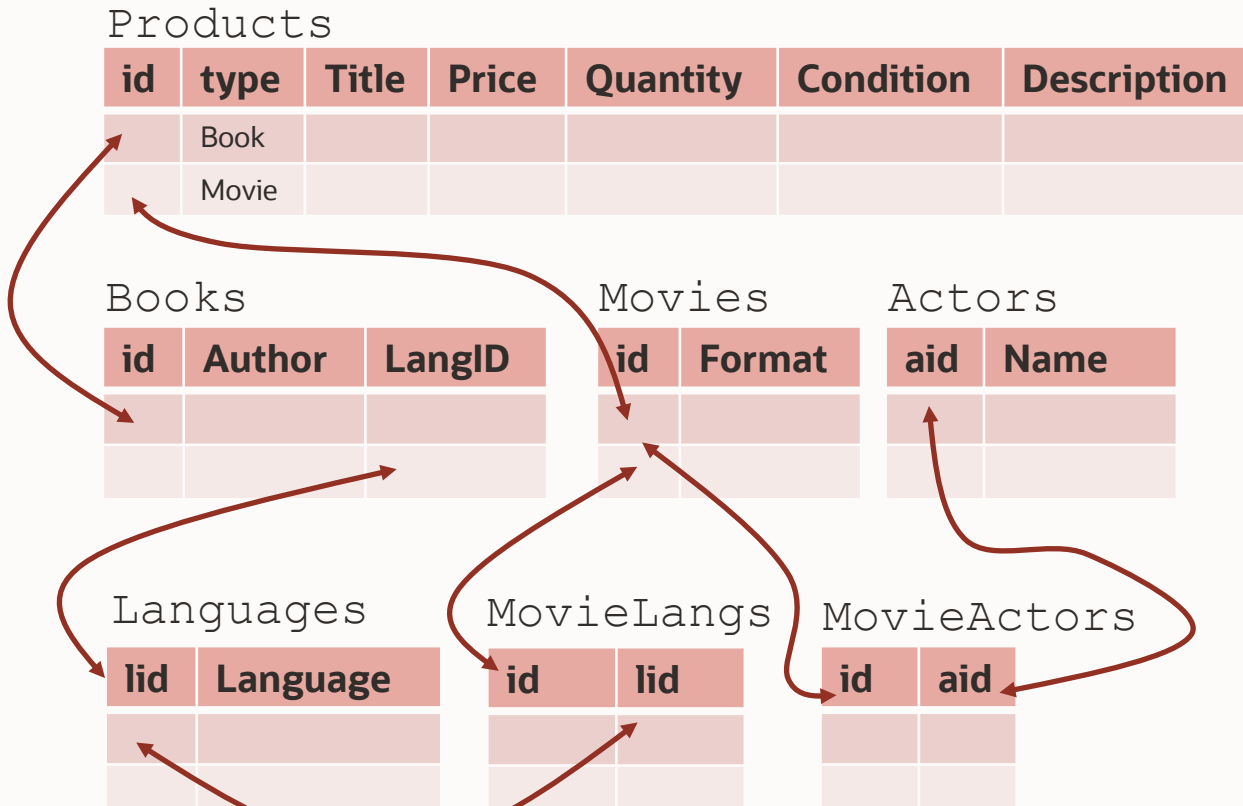 Products
id type Title Price Quantity Condition Description
Book
Movie
Books Movies Actors
id Author LangID id Format aid Name
Languages MovieLangs MovieActors
lid Language id lid id aid